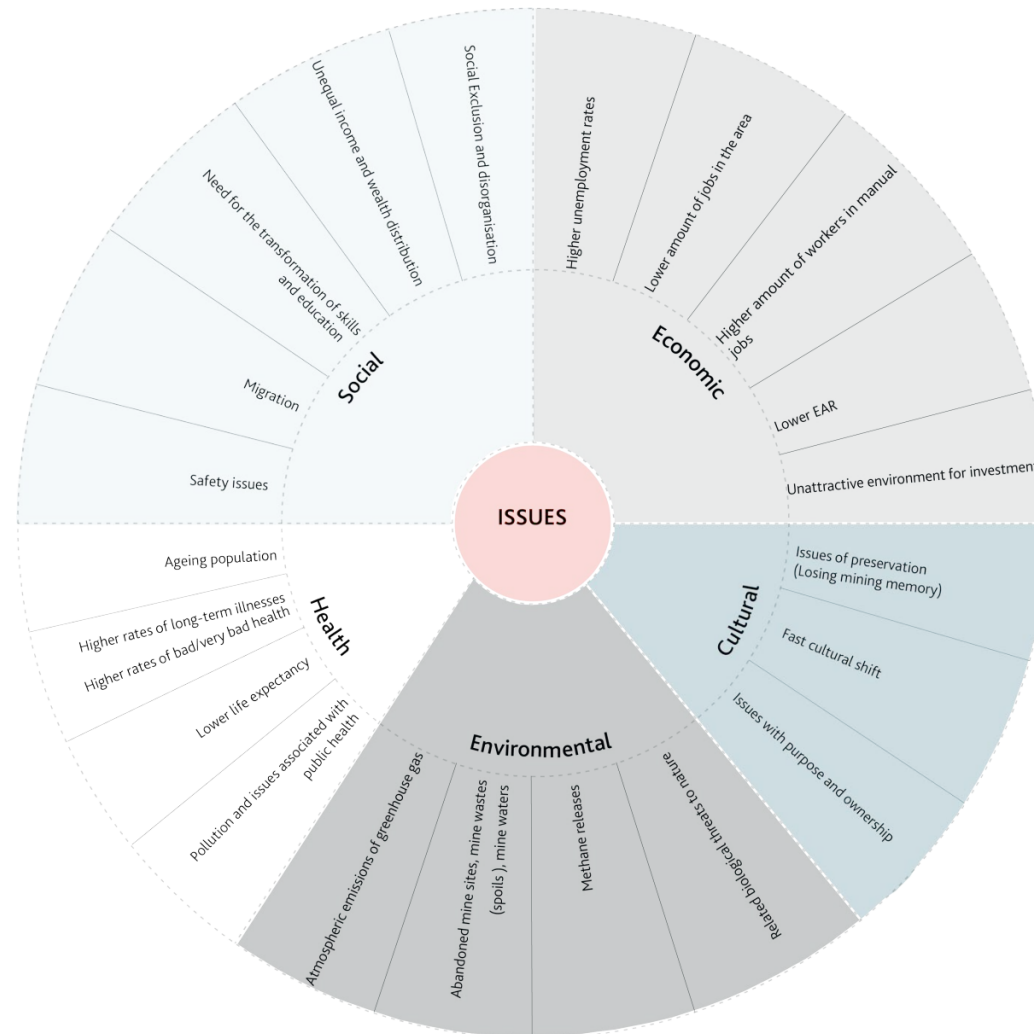 ISSUES
Social
Safety issues
Migration
Need for the transformation of skills
and education
Unequal income and wealth distribution
Social Exclusion and disorganisation
Economic
Higher unemployment rates
Lower amount of jobs in the area
Higher amount of workers in manual
jobs
Lower EAR
Unattractive environment for investment
Cultural
Issues of preservation
(Losing mining memory)
Fast cultural shift
Issues with purpose and ownership
Environmental
Related biological threats to nature
Methane releases
Abandoned mine sites, mine wastes
(spoils ), mine waters
Atmospheric emissions of greenhouse gas
Health
Pollution and issues associated with
public health
Lower life expectancy
Higher rates of bad/very bad health
Higher rates of long-term illnesses
Ageing population